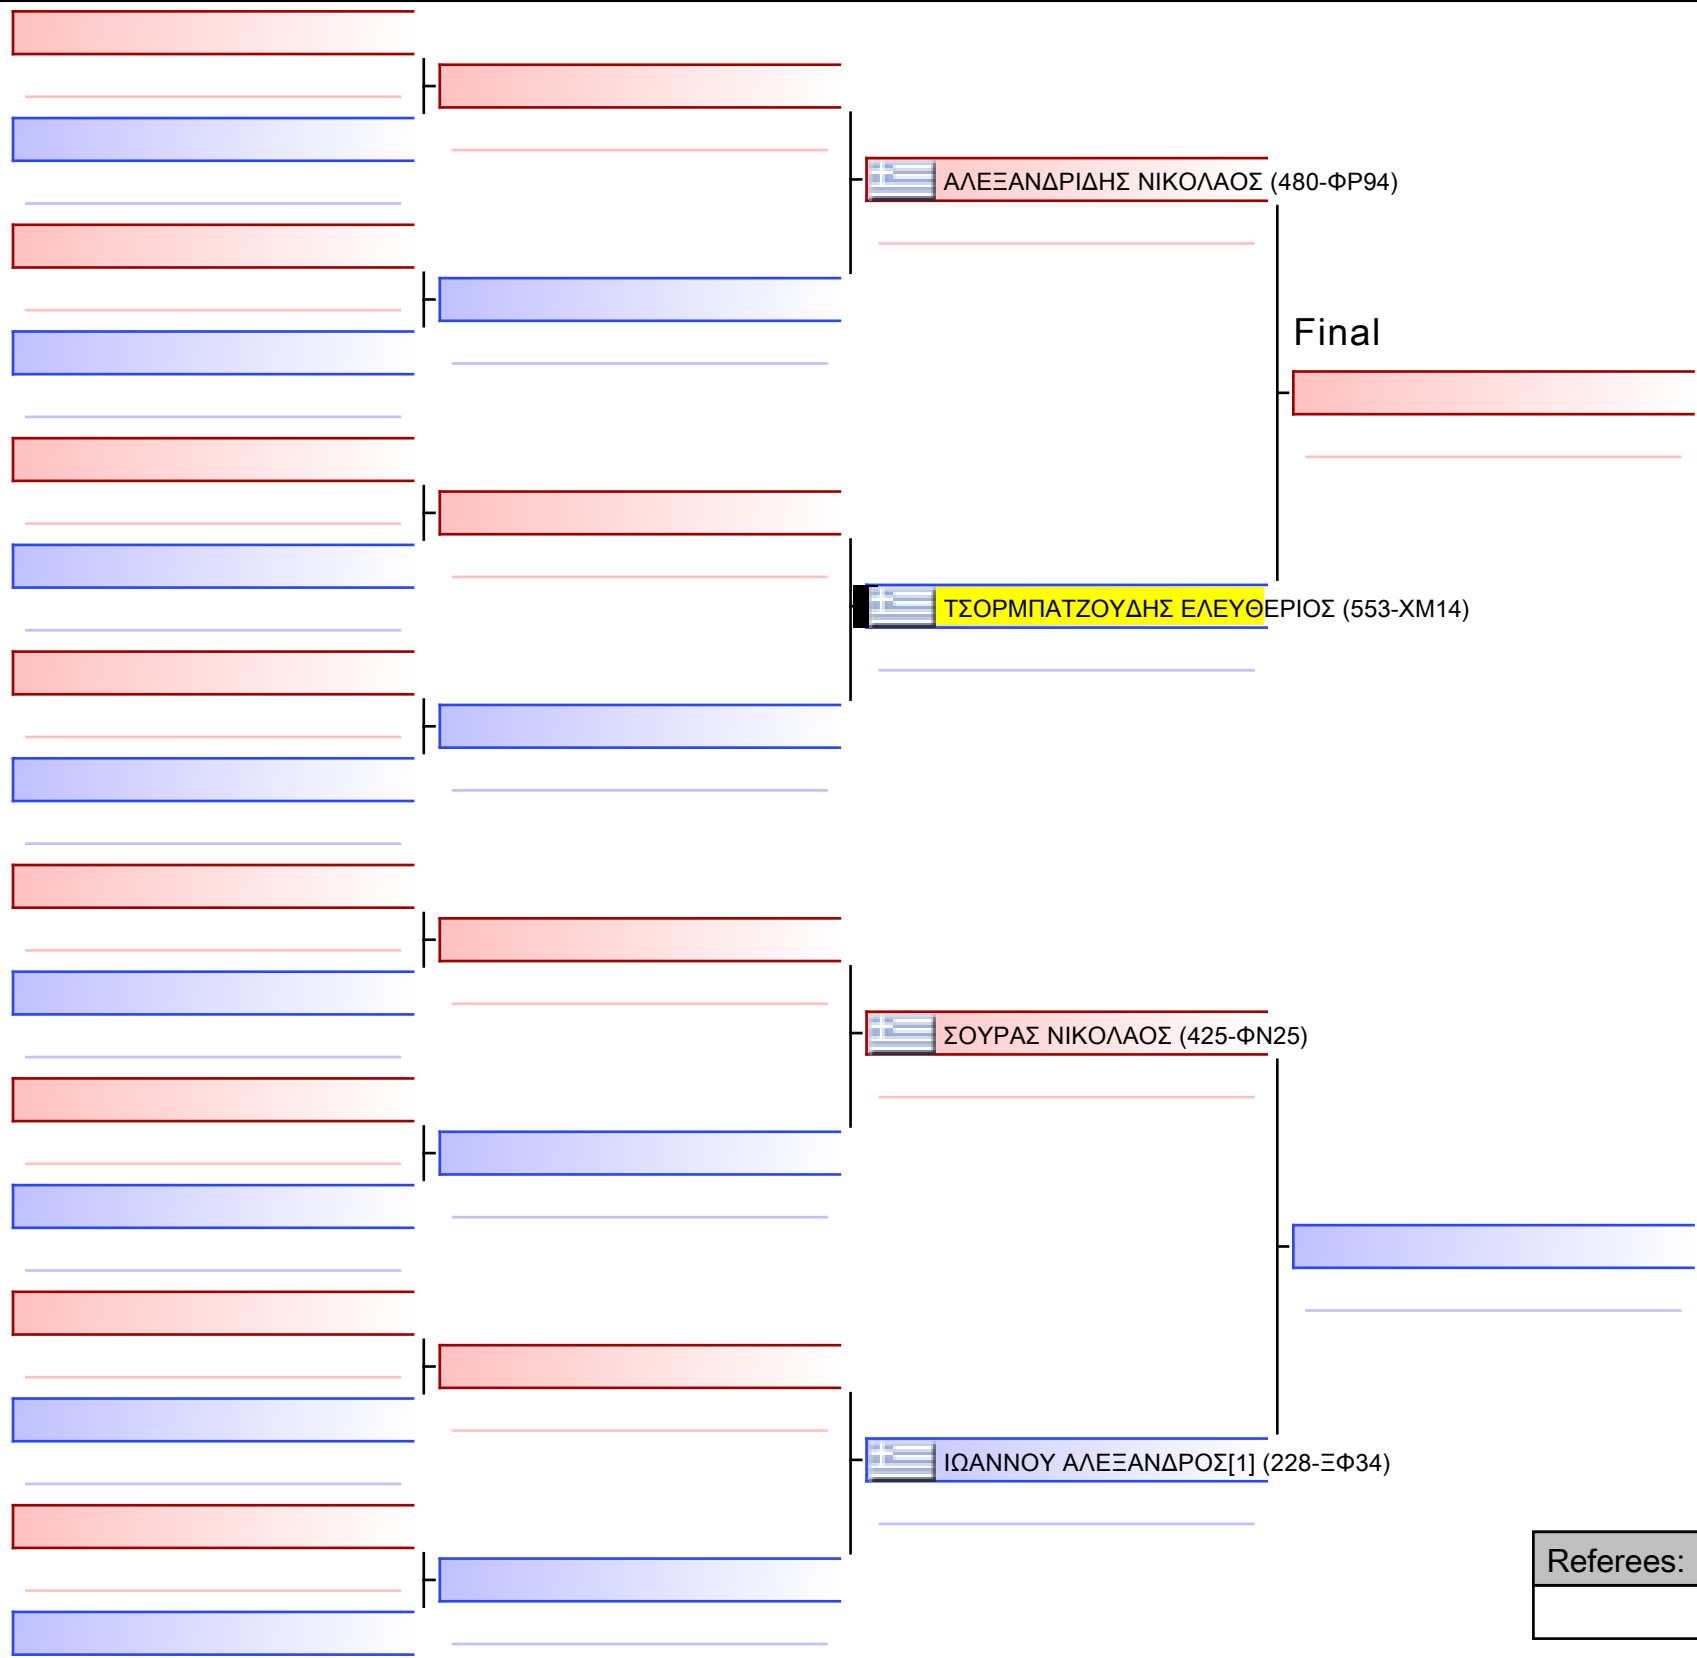 ΑΛΕΞΑΝΔΡΙΔΗΣ ΝΙΚΟΛΑΟΣ (480-ΦΡ94)
Final
ΤΣΟΡΜΠΑΤΖΟΥΔΗΣ ΕΛΕΥΘΕΡΙΟΣ (553-ΧΜ14)
ΣΟΥΡΑΣ ΝΙΚΟΛΑΟΣ (425-ΦΝ25)
ΙΩΑΝΝΟΥ ΑΛΕΞΑΝΔΡΟΣ[1] (228-ΞΦ34)
Referees: